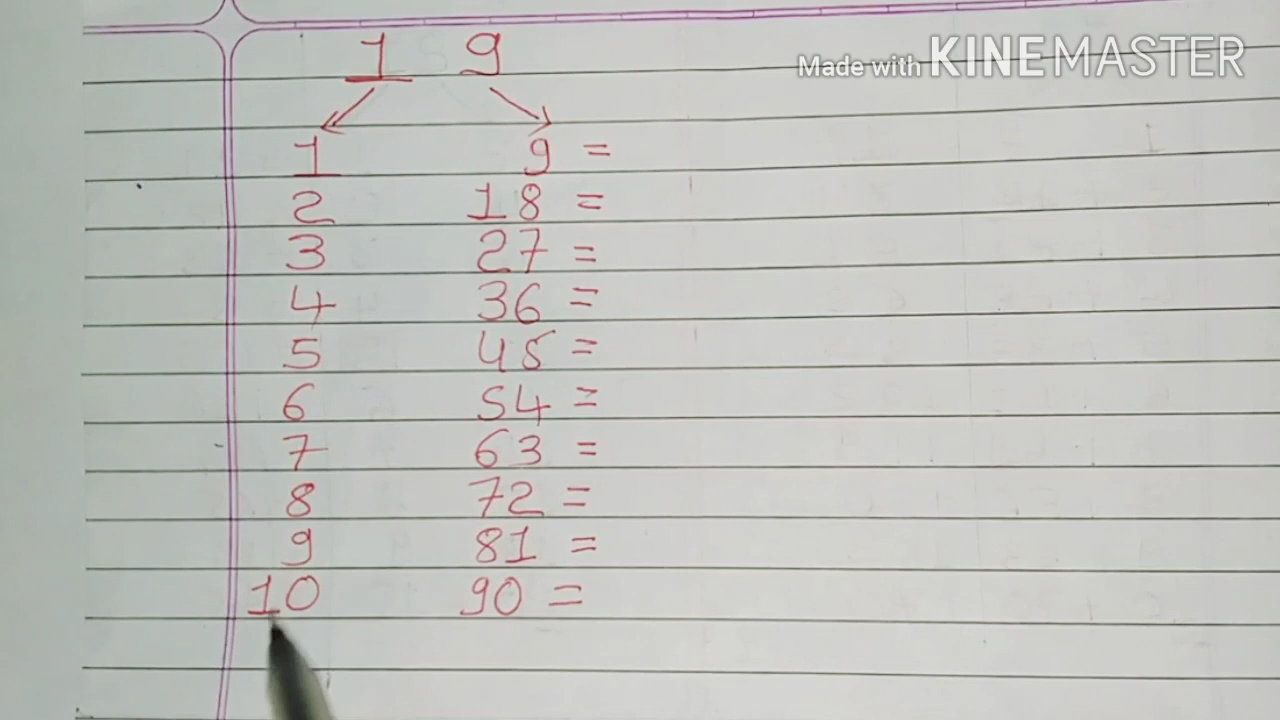 1 9
Made with KINEMASTER
1 9 =
2 18 =
3 27 =
4 36 =
5 45 =
6 54 =
7 63 =
8 72 =
9 81 =
10 90 =